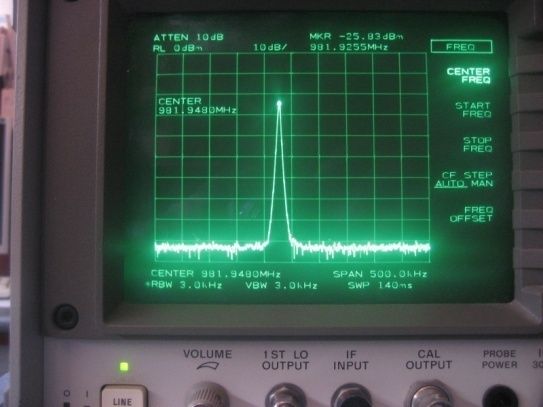 ATTEN 10dB
RL 0dBm
10dB/
MKR -25.83dBm
981.9255MHz
FREQ
CENTER
FREQ
START
FREQ
STOP
FREQ
CF STEP
AUTO MAN
FREQ
OFFSET
CENTER
981.9480MHz
CENTER 981.9480MHz
SPAN 500.0kHz
*RBW 3.0kHz
VBW 3.0kHz
SWP 140ms
VOLUME
1ST LO
OUTPUT
IF
INPUT
CAL
OUTPUT
PROBE
POWER
O I
LINE